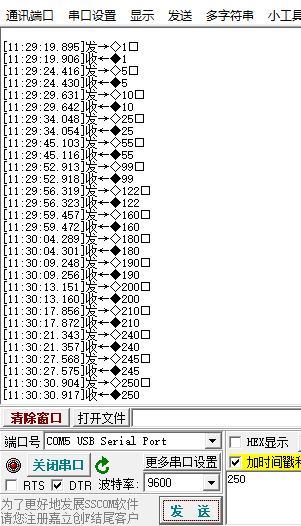 通讯端口 串口设置 显示 发送 多字符串 小工具
[11:29:19.895]发→◇1□
[11:29:19.906]收←◆1
[11:29:24.416]发→◇5□
[11:29:24.430]收←◆5
[11:29:29.631]发→◇10□
[11:29:29.642]收←◆10
[11:29:34.048]发→◇25□
[11:29:34.054]收←◆25
[11:29:45.103]发→◇55□
[11:29:45.116]收←◆55
[11:29:52.913]发→◇99□
[11:29:52.918]收←◆99
[11:29:56.319]发→◇122□
[11:29:56.323]收←◆122
[11:29:59.457]发→◇160□
[11:29:59.472]收←◆160
[11:30:04.289]发→◇180□
[11:30:04.301]收←◆180
[11:30:09.248]发→◇190□
[11:30:09.256]收←◆190
[11:30:13.151]发→◇200□
[11:30:13.160]收←◆200
[11:30:17.856]发→◇210□
[11:30:17.872]收←◆210
[11:30:21.343]发→◇240□
[11:30:21.357]收←◆240
[11:30:27.568]发→◇245□
[11:30:27.575]收←◆245
[11:30:30.904]发→◇250□
[11:30:30.917]收←◆250
清除窗口 打开文件
端口号 COM5 USB Serial Port HEX显示
关闭串口 更多串口设置 加时间戳和
RTS DTR 波特率: 9600 250
为了更好地发展SSCOM软件
请您注册嘉立创F结尾客户
发 送